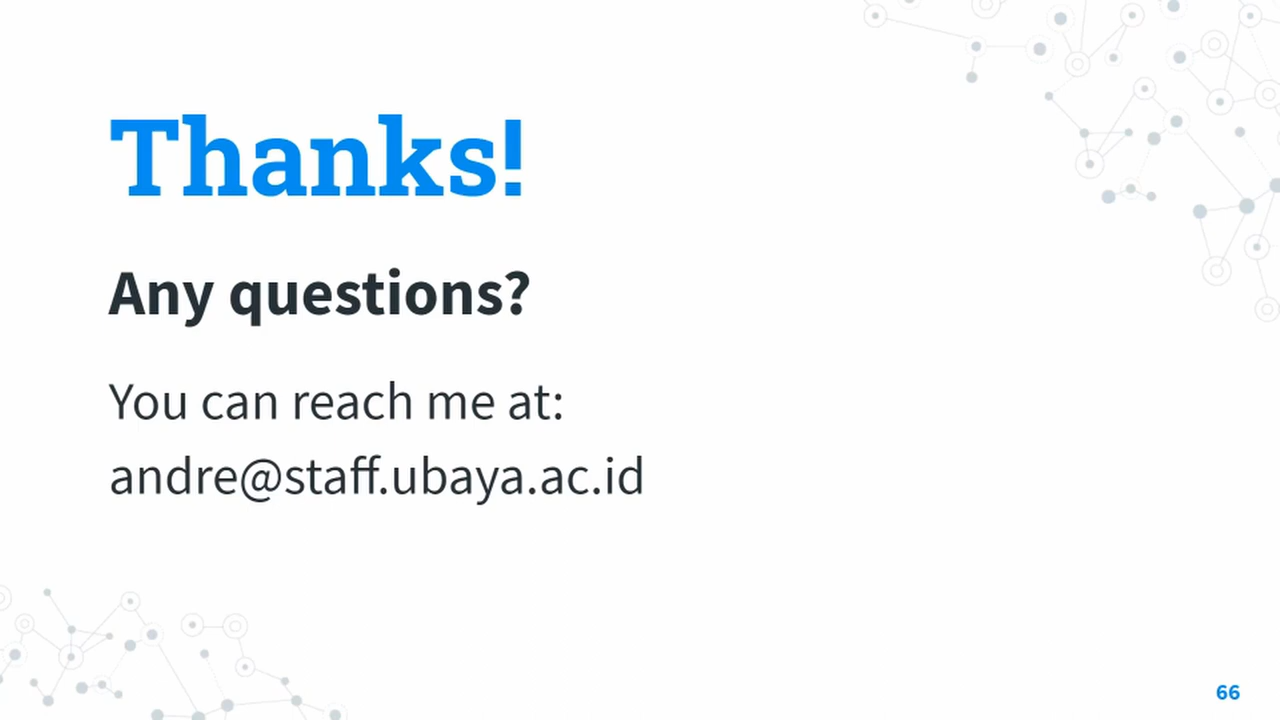 Thanks!
Any questions?
You can reach me at:
andre@staff.ubaya.ac.id
66